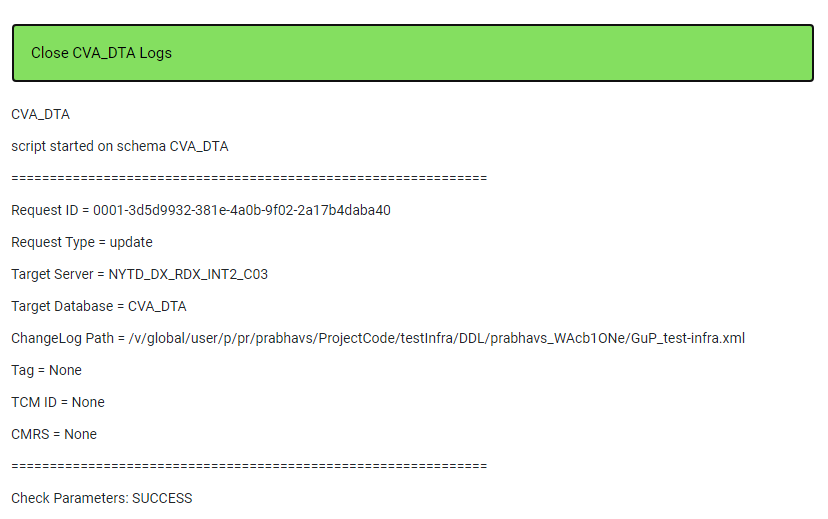 Close CVA_DTA Logs
CVA_DTA
script started on schema CVA_DTA
==============================================================
Request ID = 0001-3d5d9932-381e-4a0b-9f02-2a17b4daba40
Request Type = update
Target Server = NYTD_DX_RDX_INT2_C03
Target Database = CVA_DTA
ChangeLog Path = /v/global/user/p/pr/prabhavs/ProjectCode/testInfra/DDL/prabhavs_WAcb1ONe/GuP_test-infra.xml
Tag = None
TCM ID = None
CMRS = None
==============================================================
Check Parameters: SUCCESS